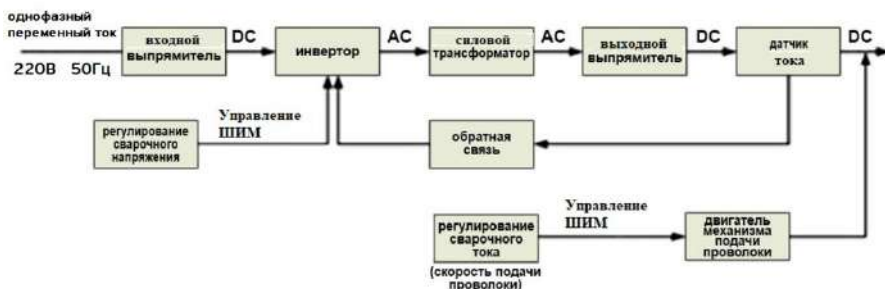 однофазный
переменный ток
220В 50Гц
входной
выпрямитель
DC
инвертор
AC
силовой
трансформатор
AC
выходной
выпрямитель
DC
датчик
тока
DC
регулирование
сварочного
напряжения
Управление
ШИМ
обратная
связь
регулирование
сварочного
тока
(скорость подачи
проволоки)
Управление
ШИМ
двигатель
механизма
подачи
проволоки